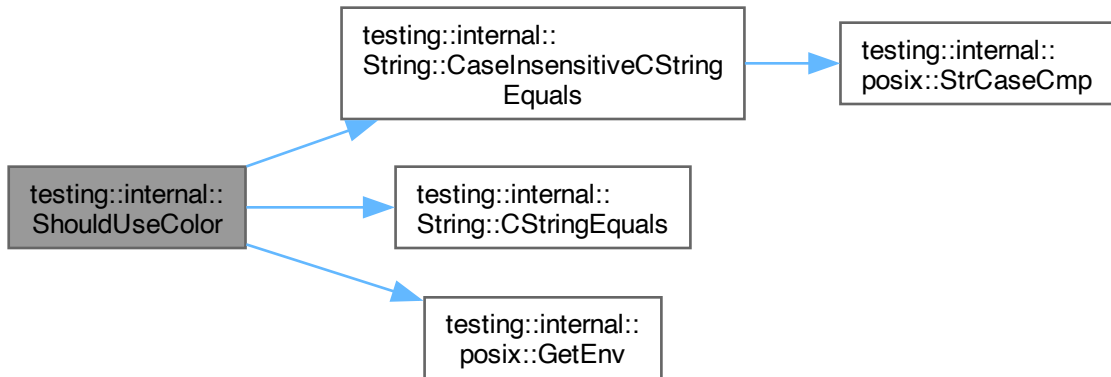 testing::internal::
String::CaseInsensitiveCString
Equals
testing::internal::
posix::StrCaseCmp
testing::internal::
ShouldUseColor
testing::internal::
String::CStringEquals
testing::internal::
posix::GetEnv